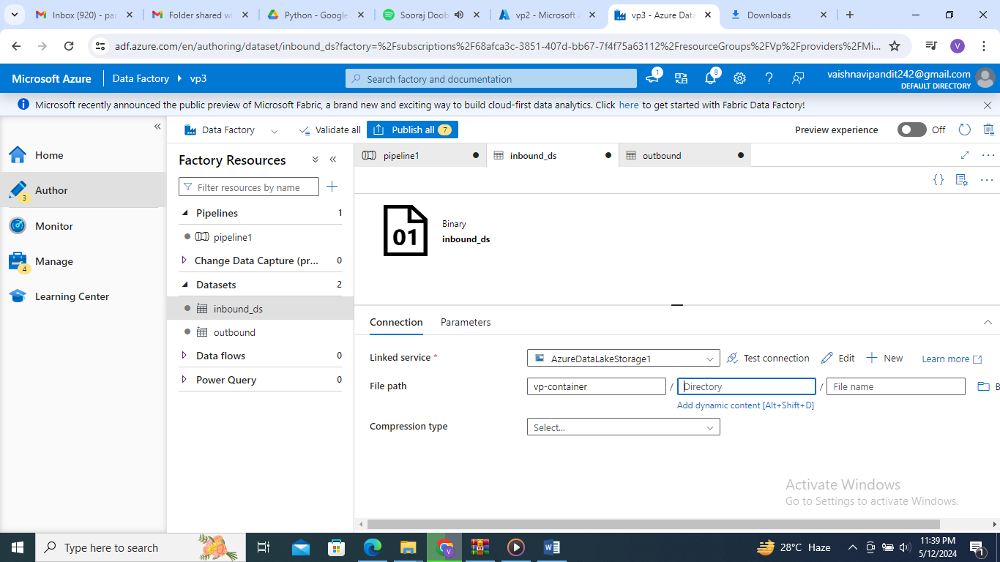 Inbox (920) - par
Folder shared wi
Python - Google
Sooraj Doob
vp2 - Microsoft A
vp3 - Azure Data
Downloads
adf.azure.com/en/authoring/dataset/inbound_ds?factory=%2Fsubscriptions%2F68afca3c-3851-407d-bb67-7f4f75a63112%2FresourceGroups%2FVp%2Fproviders%2FMi...
V
Microsoft Azure
Data Factory
vp3
Search factory and documentation
1
8
vaishnavipandit242@gmail.com
DEFAULT DIRECTORY
Microsoft recently announced the public preview of Microsoft Fabric, a brand new and exciting way to build cloud-first data analytics. Click here to get started with Fabric Data Factory!
Home
Author
3
Monitor
Manage
4
Learning Center
Data Factory
Validate all
Publish all 7
Preview experience
Off
Factory Resources
Filter resources by name
Pipelines 1
pipeline1
Change Data Capture (pr... 0
Datasets 2
inbound_ds
outbound
Data flows 0
Power Query 0
pipeline1
inbound_ds
outbound
{}
01
Binary
inbound_ds
Connection
Parameters
Linked service *
AzureDataLakeStorage1
Test connection
Edit
New
Learn more
File path
vp-container / Directory / File name
B
Add dynamic content [Alt+Shift+D]
Compression type
Select...
Activate Windows
Go to Settings to activate Windows.
Type here to search
28°C Haze
11:39 PM
5/12/2024
1